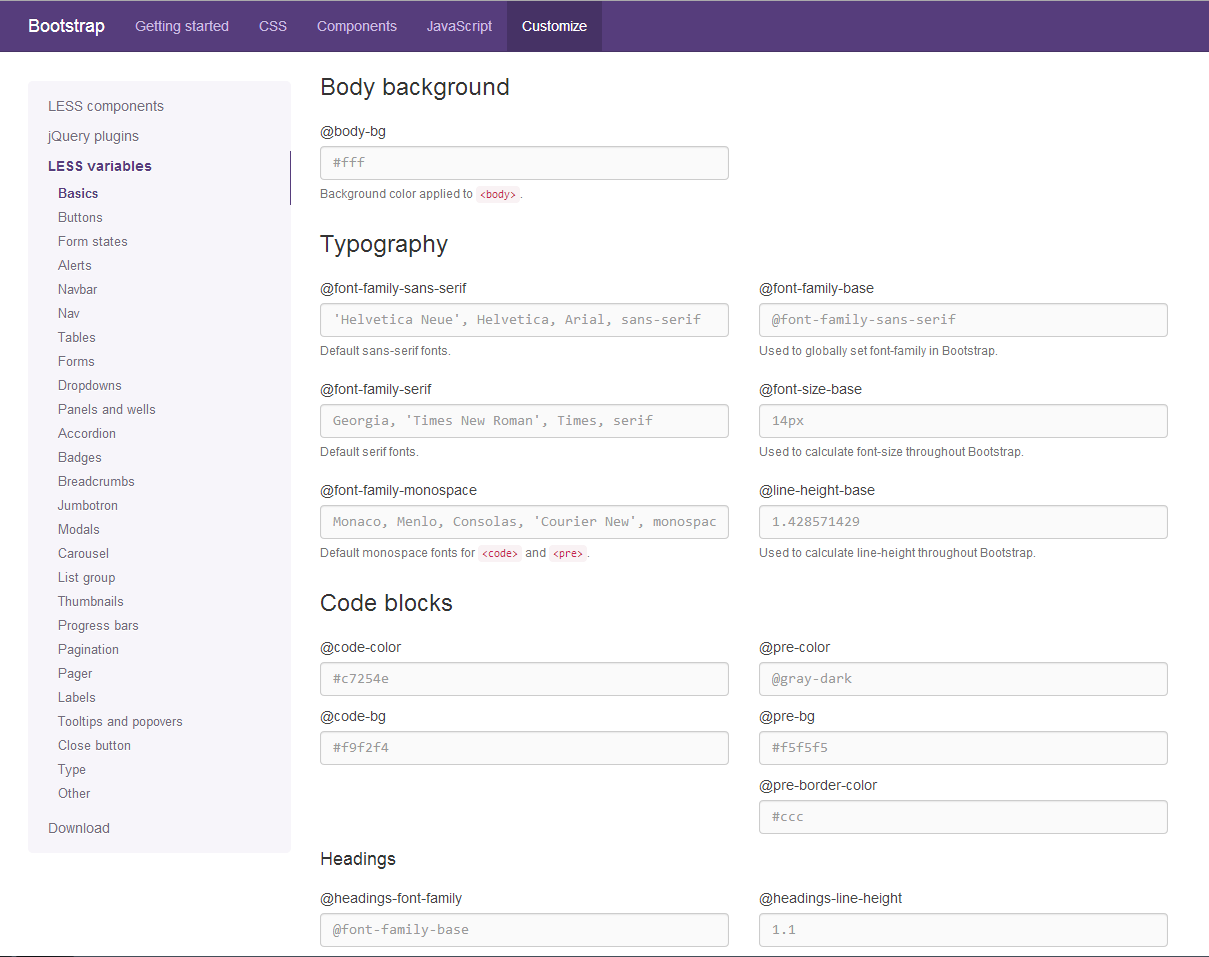 Bootstrap Getting started CSS Components JavaScript Customize
LESS components
jQuery plugins
LESS variables
Basics
Buttons
Form states
Alerts
Navbar
Nav
Tables
Forms
Dropdowns
Panels and wells
Accordion
Badges
Breadcrumbs
Jumbotron
Modals
Carousel
List group
Thumbnails
Progress bars
Pagination
Pager
Labels
Tooltips and popovers
Close button
Type
Other
Download
Body background
@body-bg
#fff
Background color applied to <body>.
Typography
@font-family-sans-serif
'Helvetica Neue', Helvetica, Arial, sans-serif
Default sans-serif fonts.
@font-family-base
@font-family-sans-serif
Used to globally set font-family in Bootstrap.
@font-family-serif
Georgia, 'Times New Roman', Times, serif
Default serif fonts.
@font-size-base
14px
Used to calculate font-size throughout Bootstrap.
@font-family-monospace
Monaco, Menlo, Consolas, 'Courier New', monospac
Default monospace fonts for <code> and <pre>.
@line-height-base
1.428571429
Used to calculate line-height throughout Bootstrap.
Code blocks
@code-color
#c7254e
@pre-color
@gray-dark
@code-bg
#f9f2f4
@pre-bg
#f5f5f5
@pre-border-color
#ccc
Headings
@headings-font-family
@font-family-base
@headings-line-height
1.1